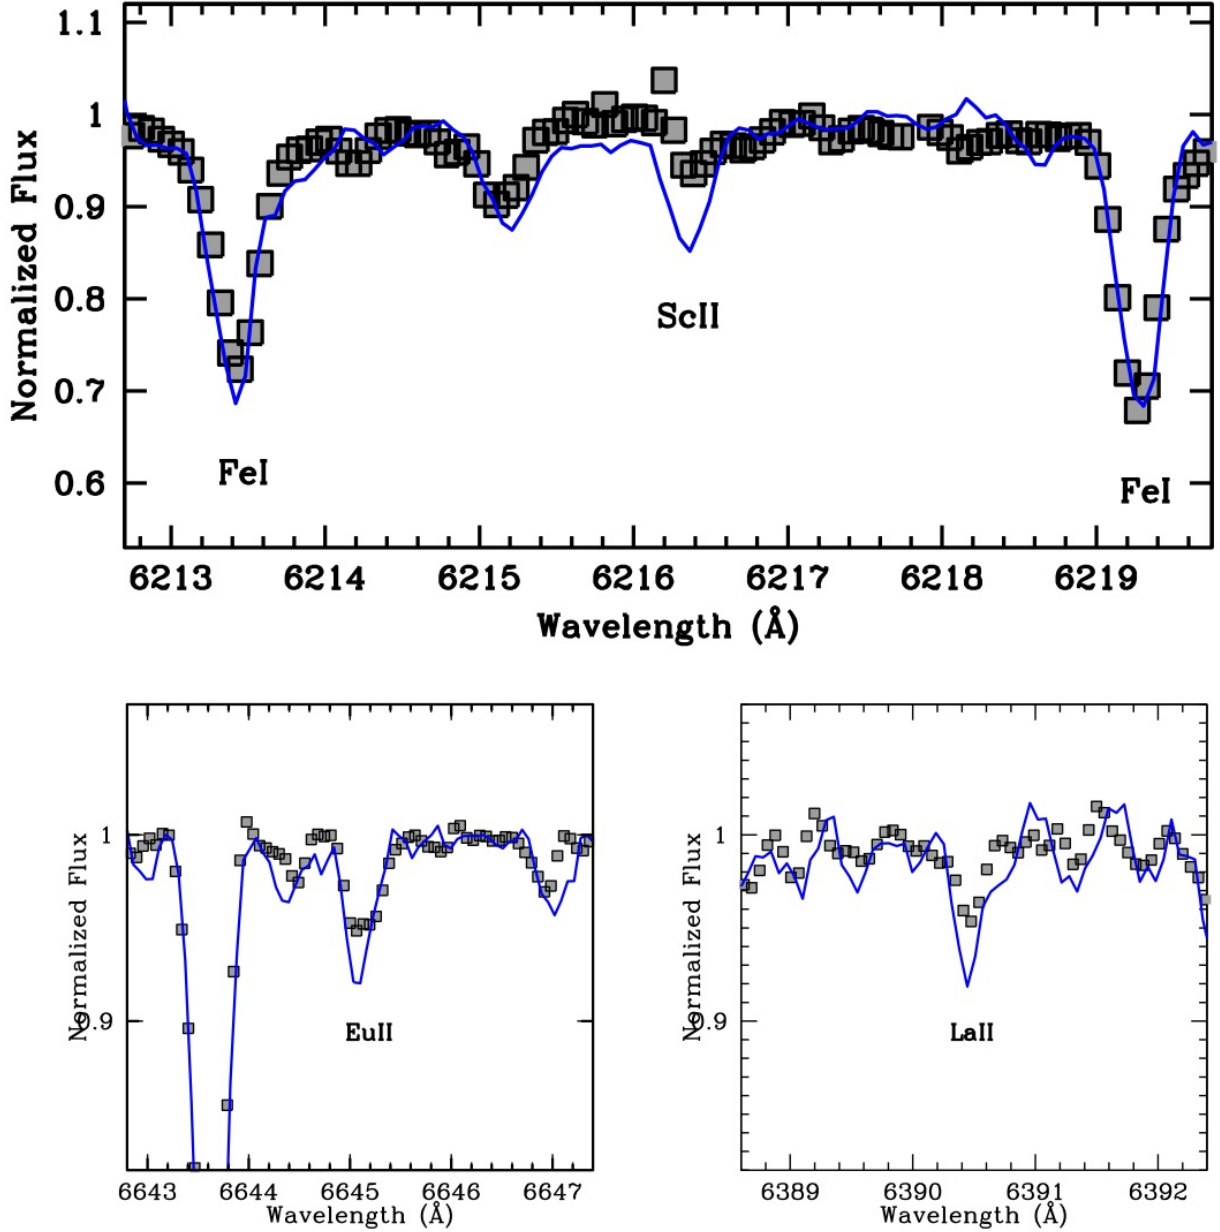 1.1
1
0.9
0.8
0.7
0.6
Normalized Flux
FeI
ScII
FeI
6213 6214 6215 6216 6217 6218 6219
Wavelength (Å)
1
0.9
Normalized Flux
EuII
6643 6644 6645 6646 6647
Wavelength (Å)
1
0.9
Normalized Flux
LaII
6389 6390 6391 6392
Wavelength (Å)